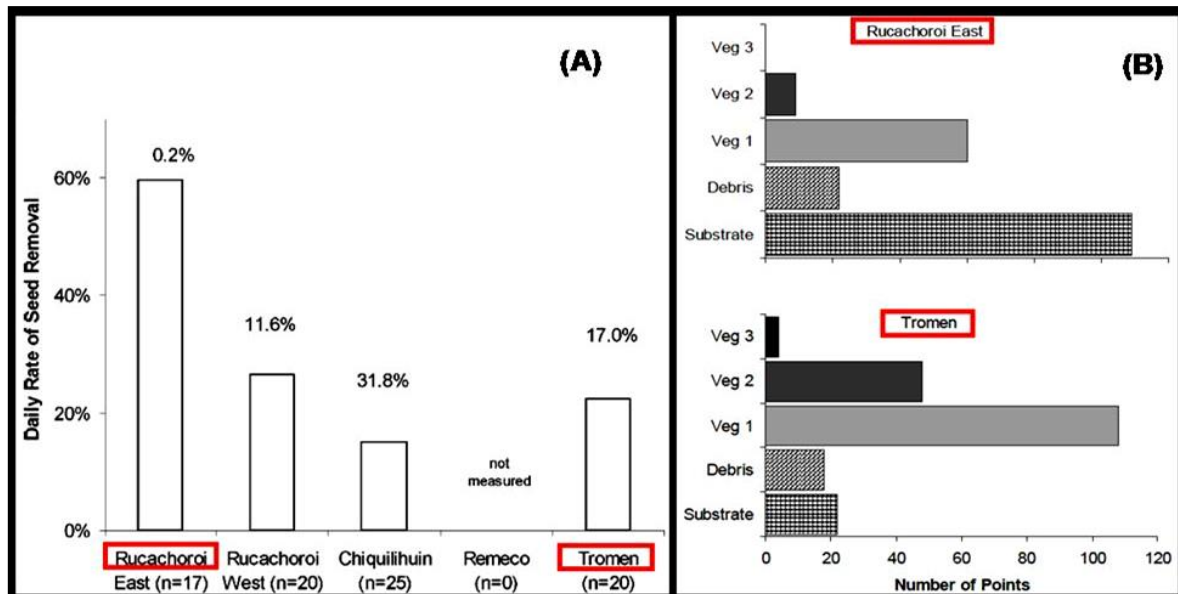 (A)
Daily Rate of Seed Removal
60%
40%
20%
0%
0.2%
11.6%
31.8%
not
measured
17.0%
Rucachoroi
East (n=17)
Rucachoroi
West (n=20)
Chiquilihuin
(n=25)
Remeco
(n=0)
Tromen
(n=20)
(B)
Rucachoroi East
Veg 3
Veg 2
Veg 1
Debris
Substrate
Tromen
Veg 3
Veg 2
Veg 1
Debris
Substrate
0 20 40 60 80 100 120
Number of Points